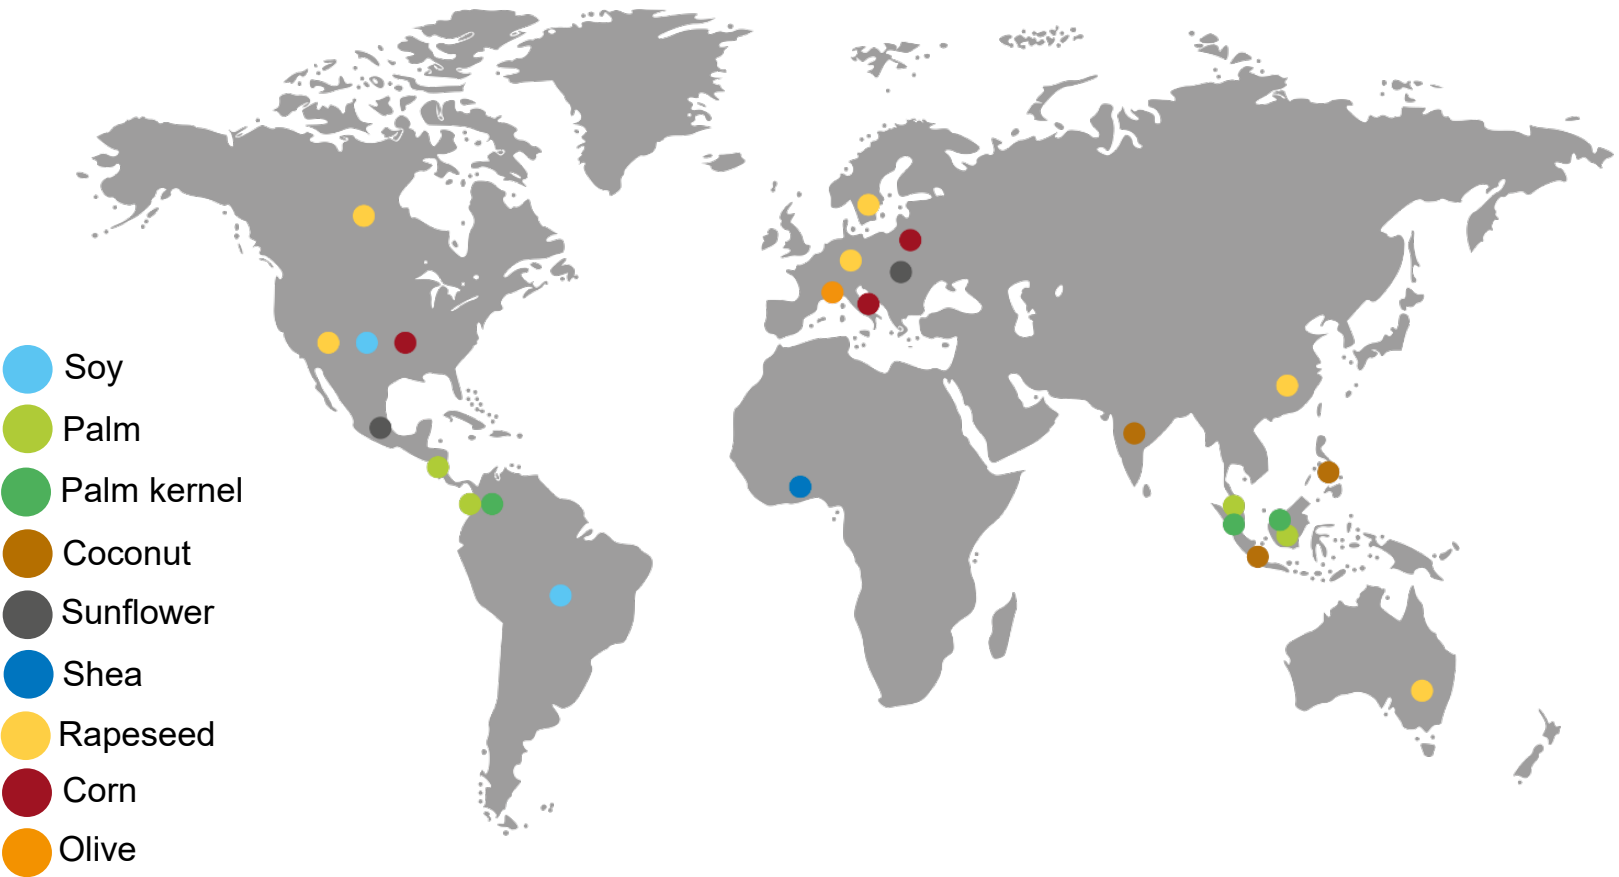 Soy
Palm
Palm kernel
Coconut
Sunflower
Shea
Rapeseed
Corn
Olive